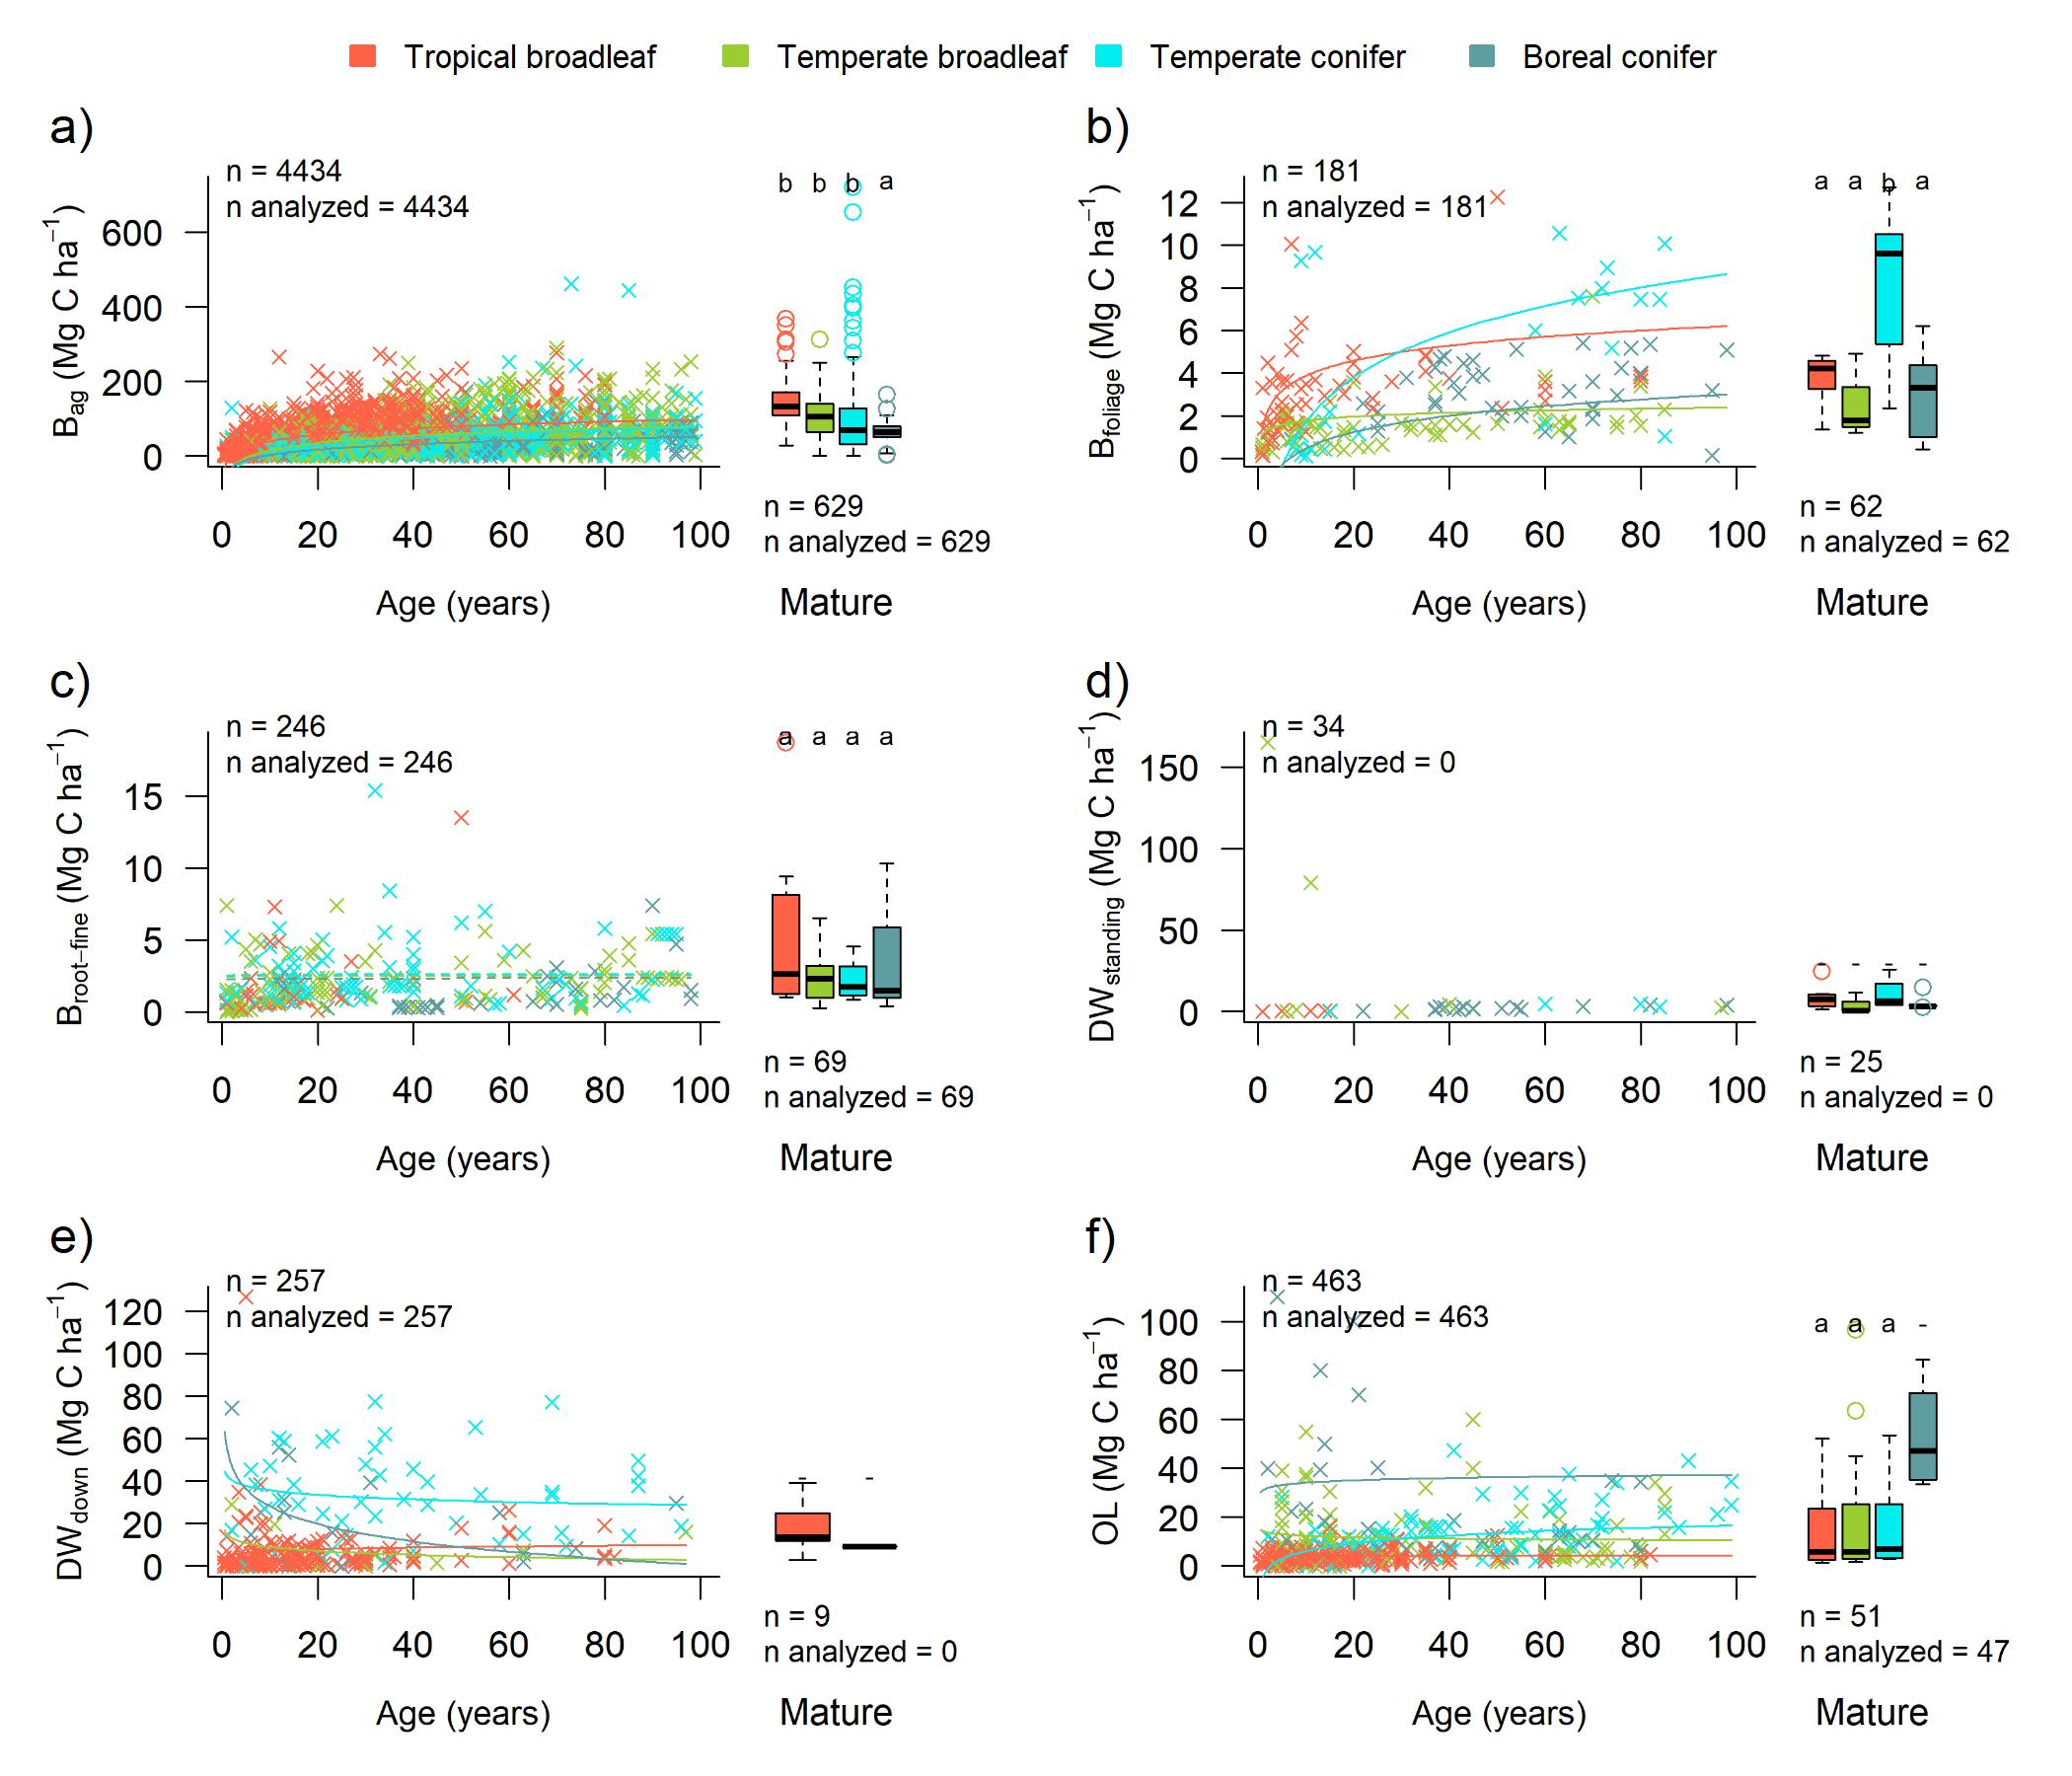 Tropical broadleaf Temperate broadleaf Temperate conifer Boreal conifer
a)
n = 4434
n analyzed = 4434
b b b a
B_ag (Mg C ha⁻¹)
600
400
200
0
0 20 40 60 80 100
n = 629
n analyzed = 629
Age (years) Mature
b)
n = 181
n analyzed = 181
a a b a
B_foliage (Mg C ha⁻¹)
12
10
8
6
4
2
0
0 20 40 60 80 100
n = 62
n analyzed = 62
Age (years) Mature
c)
n = 246
n analyzed = 246
a a a a
B_root−fine (Mg C ha⁻¹)
15
10
5
0
0 20 40 60 80 100
n = 69
n analyzed = 69
Age (years) Mature
d)
n = 34
n analyzed = 0
- - - -
DW_standing (Mg C ha⁻¹)
150
100
50
0
0 20 40 60 80 100
n = 25
n analyzed = 0
Age (years) Mature
e)
n = 257
n analyzed = 257
- -
DW_down (Mg C ha⁻¹)
120
100
80
60
40
20
0
0 20 40 60 80 100
n = 9
n analyzed = 0
Age (years) Mature
f)
n = 463
n analyzed = 463
a a a -
OL (Mg C ha⁻¹)
100
80
60
40
20
0
0 20 40 60 80 100
n = 51
n analyzed = 47
Age (years) Mature